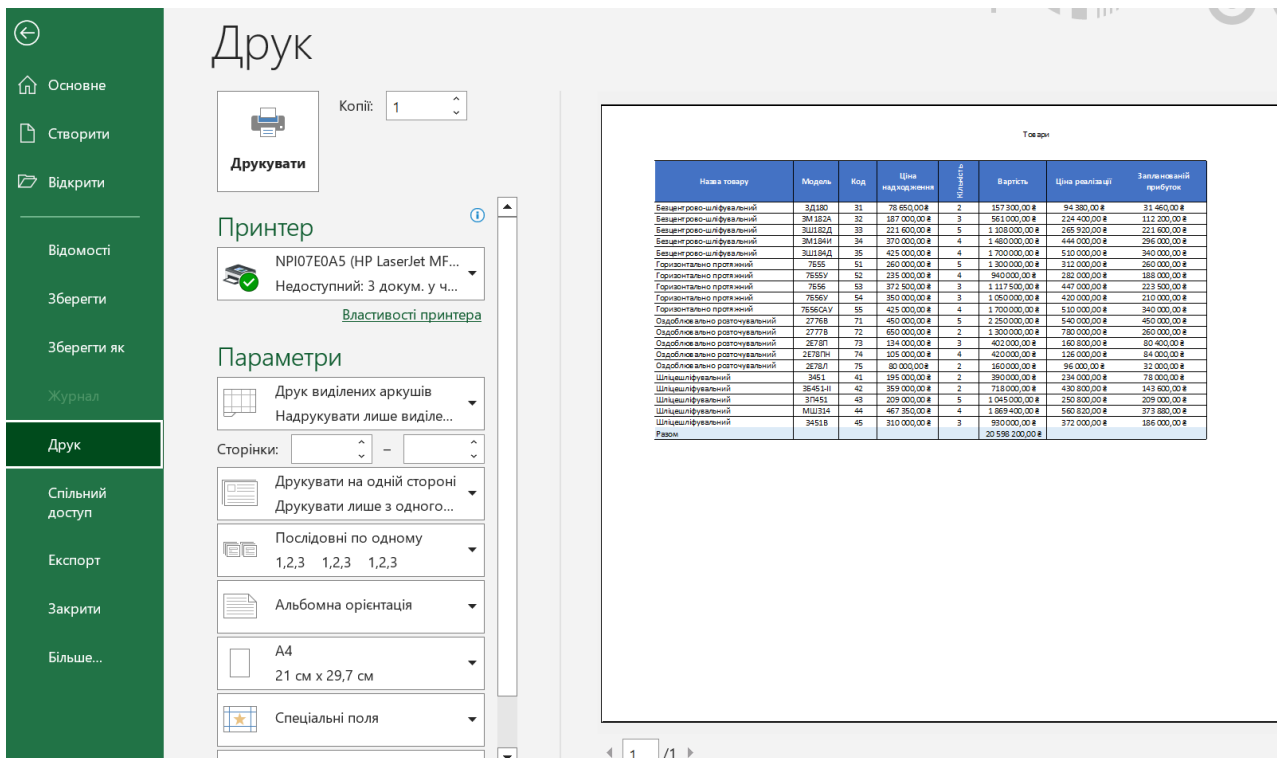 Друк
Основне
Створити
Відкрити
Відомості
Зберегти
Зберегти як
Журнал
Друк
Спільний
доступ
Експорт
Закрити
Більше...
Друкувати
Копії: 1
Принтер
NPI07E0A5 (HP LaserJet MF...
Недоступний: 3 докум. у ч...
Властивості принтера
Параметри
Друк виділених аркушів
Надрукувати лише виділе...
Сторінки: –
Друкувати на одній стороні
Друкувати лише з одного...
Послідовні по одному
1,2,3 1,2,3 1,2,3
Альбомна орієнтація
A4
21 см x 29,7 см
Спеціальні поля
Товари
Назва товару Модель Код Ціна надходження Кількість Вартість Ціна реалізації Запланованій прибуток
Безцентрово-шліфувальний 3Д180 31 78 650,00 ₴ 2 157 300,00 ₴ 94 380,00 ₴ 31 460,00 ₴
Безцентрово-шліфувальний 3М182А 32 187 000,00 ₴ 3 561 000,00 ₴ 224 400,00 ₴ 112 200,00 ₴
Безцентрово-шліфувальний 3Ш182Д 33 221 600,00 ₴ 5 1 108 000,00 ₴ 265 920,00 ₴ 221 600,00 ₴
Безцентрово-шліфувальний 3М184И 34 370 000,00 ₴ 4 1 480 000,00 ₴ 444 000,00 ₴ 296 000,00 ₴
Безцентрово-шліфувальний 3Ш184Д 35 425 000,00 ₴ 4 1 700 000,00 ₴ 510 000,00 ₴ 340 000,00 ₴
Горизонтально протяжний 7Б55 51 260 000,00 ₴ 5 1 300 000,00 ₴ 312 000,00 ₴ 260 000,00 ₴
Горизонтально протяжний 7Б55У 52 235 000,00 ₴ 4 940 000,00 ₴ 282 000,00 ₴ 188 000,00 ₴
Горизонтально протяжний 7Б56 53 372 500,00 ₴ 3 1 117 500,00 ₴ 447 000,00 ₴ 223 500,00 ₴
Горизонтально протяжний 7Б56У 54 350 000,00 ₴ 3 1 050 000,00 ₴ 420 000,00 ₴ 210 000,00 ₴
Горизонтально протяжний 7Б56САУ 55 425 000,00 ₴ 4 1 700 000,00 ₴ 510 000,00 ₴ 340 000,00 ₴
Оздоблювально розточувальний 2776В 71 450 000,00 ₴ 5 2 250 000,00 ₴ 540 000,00 ₴ 450 000,00 ₴
Оздоблювально розточувальний 2777В 72 650 000,00 ₴ 2 1 300 000,00 ₴ 780 000,00 ₴ 260 000,00 ₴
Оздоблювально розточувальний 2Е78П 73 134 000,00 ₴ 3 402 000,00 ₴ 160 800,00 ₴ 80 400,00 ₴
Оздоблювально розточувальний 2Е78ПН 74 105 000,00 ₴ 4 420 000,00 ₴ 126 000,00 ₴ 84 000,00 ₴
Оздоблювально розточувальний 2Е78Л 75 80 000,00 ₴ 2 160 000,00 ₴ 96 000,00 ₴ 32 000,00 ₴
Шліцешліфувальний 3451 41 195 000,00 ₴ 2 390 000,00 ₴ 234 000,00 ₴ 78 000,00 ₴
Шліцешліфувальний 3Б451-II 42 359 000,00 ₴ 2 718 000,00 ₴ 430 800,00 ₴ 143 600,00 ₴
Шліцешліфувальний 3П451 43 209 000,00 ₴ 5 1 045 000,00 ₴ 250 800,00 ₴ 209 000,00 ₴
Шліцешліфувальний МШ314 44 467 350,00 ₴ 4 1 869 400,00 ₴ 560 820,00 ₴ 373 880,00 ₴
Шліцешліфувальний 3451В 45 310 000,00 ₴ 3 930 000,00 ₴ 372 000,00 ₴ 186 000,00 ₴
Разом 20 598 200,00 ₴
1 /1